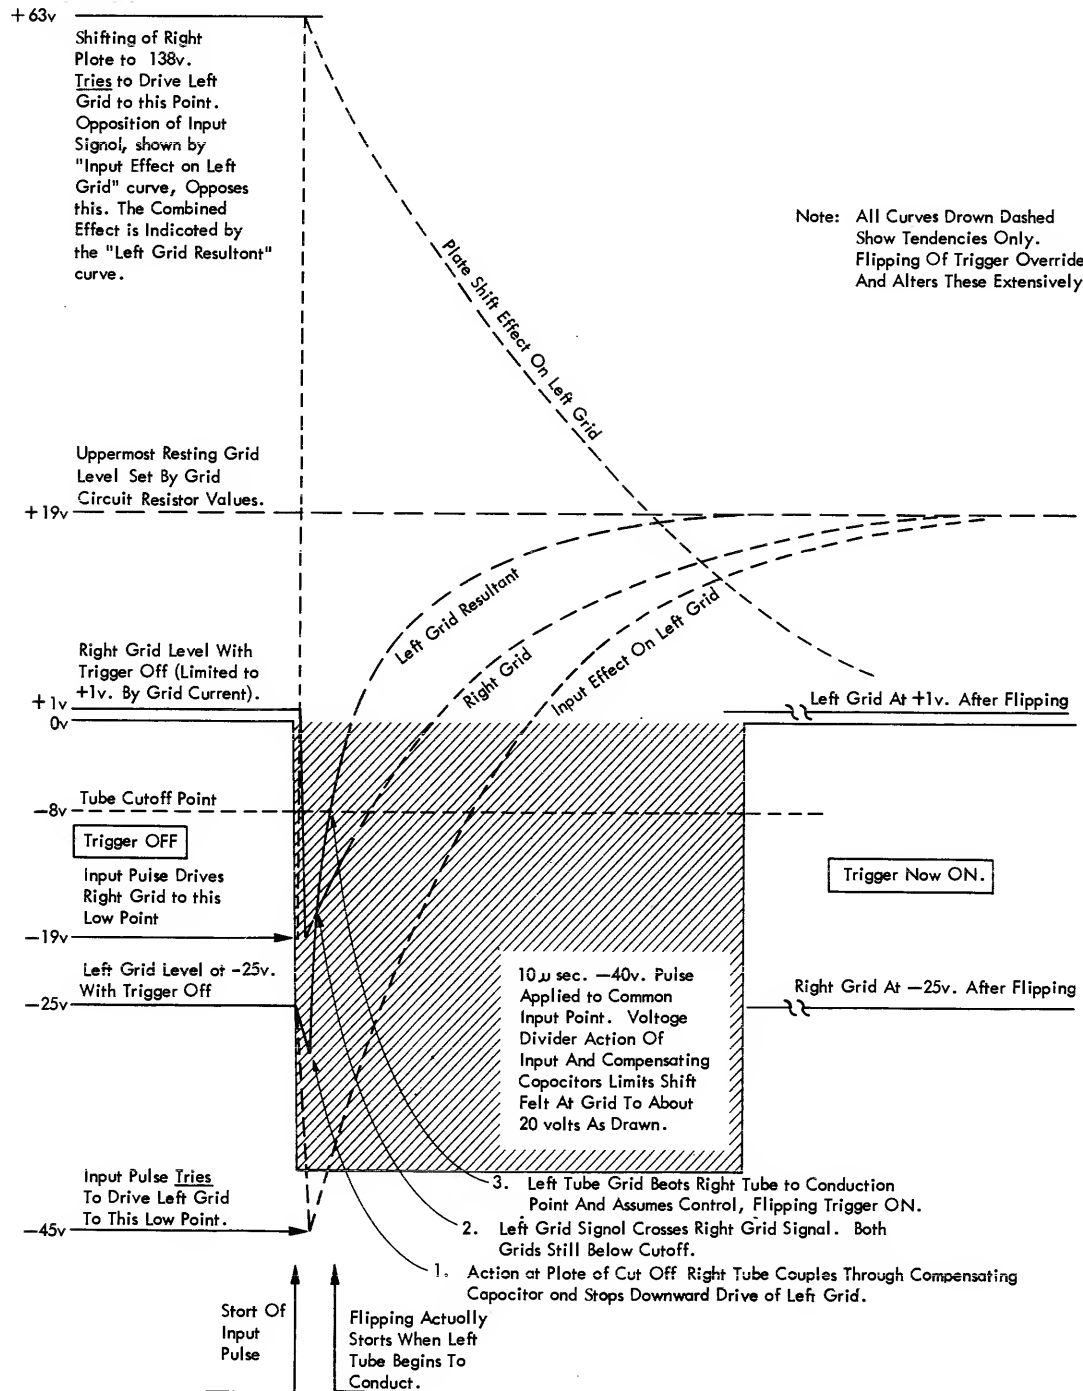 +63v
Shifting of Right
Plote to 138v.
Tries to Drive Left
Grid to this Point.
Opposition of Input
Signol, shown by
"Input Effect on Left
Grid" curve, Opposes
this. The Combined
Effect is Indicoted by
the "Left Grid Resultont"
curve.
Note: All Curves Drown Dashed
Show Tendencies Only.
Flipping Of Trigger Override
And Alters These Extensively
Plate Shift Effect On Left Grid
Uppermost Resting Grid
Level Set By Grid
Circuit Resistor Values.
+19v
Left Grid Resultant
Right Grid
Input Effect On Left Grid
Right Grid Level With
Trigger Off (Limited to
+1v. By Grid Current).
+1v
0v
Left Grid At +1v. After Flipping
Tube Cutoff Point
-8v
Trigger OFF
Trigger Now ON.
Input Pulse Drives
Right Grid to this
Low Point
-19v
Left Grid Level ot -25v.
With Trigger Off
-25v
Right Grid At -25v. After Flipping
10 μ sec. -40v. Pulse
Applied to Common
Input Point. Voltage
Divider Action Of
Input And Compensating
Capocitors Limits Shift
Felt At Grid To About
20 volts As Drawn.
Input Pulse Tries
To Drive Left Grid
To This Low Point.
-45v
3. Left Tube Grid Beots Right Tube to Conduction
Point And Assumes Control, Flipping Trigger ON.
2. Left Grid Signol Crosses Right Grid Signal. Both
Grids Still Below Cutoff.
1. Action at Plote of Cut Off Right Tube Couples Through Compensating
Capocitor and Stops Downward Drive of Left Grid.
Stort Of
Input
Pulse
Flipping Actually
Storts When Left
Tube Begins To
Conduct.